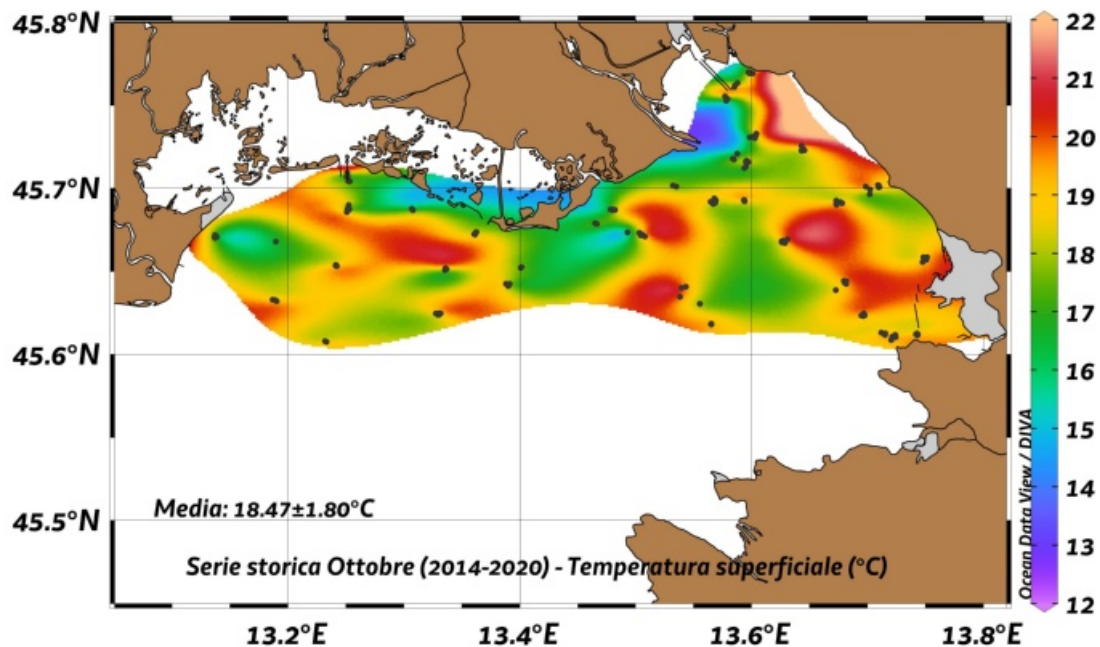 45.8°N
45.7°N
45.6°N
45.5°N
13.2°E
13.4°E
13.6°E
13.8°E
Media: 18.47±1.80°C
Serie storica Ottobre (2014-2020) - Temperatura superficiale (°C)
Ocean Data View / DIVA
22
21
20
19
18
17
16
15
14
13
12